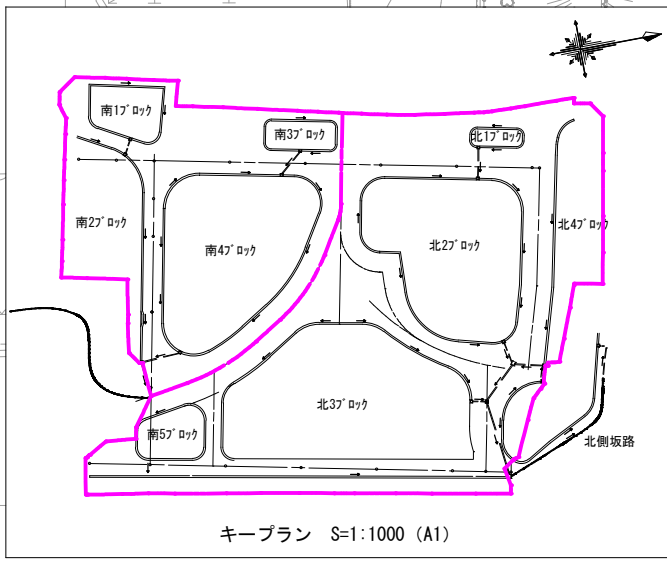 南1ブロック
南3ブロック
北1ブロック
南2ブロック
南4ブロック
北2ブロック
北4ブロック
北3ブロック
南5ブロック
北側坂路
キープラン S=1:1000 (A1)